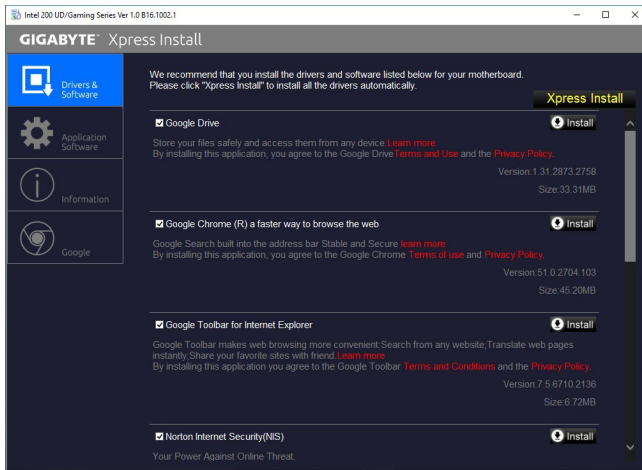 Intel 200 UD/Gaming Series Ver 1.0 B16.1002.1
GIGABYTE™ Xpress Install
Drivers &
Software
Application
Software
Information
Google
We recommend that you install the drivers and software listed below for your motherboard.
Please click "Xpress Install" to install all the drivers automatically.
Xpress Install
Google Drive
Install
Store your files safely and access them from any device.Learn more
By installing this application, you agree to the Google DriveTerms and Use and the Privacy Policy.
Version:1.31.2873.2758
Size:33.31MB
Google Chrome (R) a faster way to browse the web
Install
Google Search built into the address bar Stable and Secure learn more
By installing this application, you agree to the Google Chrome Terms of use and Privacy Policy.
Version:51.0.2704.103
Size:45.20MB
Google Toolbar for Internet Explorer
Install
Google Toolbar makes web browsing more convenient:Search from any website;Translate web pages
instantly;Share your favorite sites with friend.Learn more
By installing this application you agree to the Google Toolbar Terms and Conditions and the Privacy Policy.
Version:7.5.6710.2136
Size:6.72MB
Norton Internet Security(NIS)
Install
Your Power Against Online Threat.